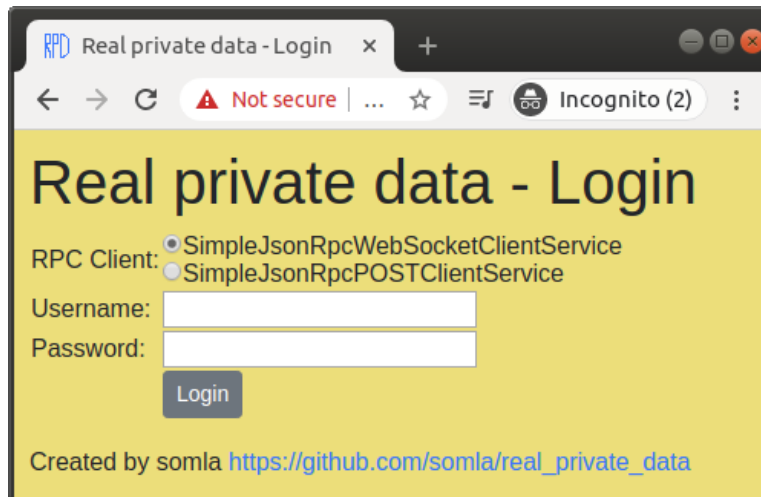 RPD Real private data - Login
Not secure ... Incognito (2)
Real private data - Login
RPC Client: SimpleJsonRpcWebSocketClientService
SimpleJsonRpcPOSTClientService
Username:
Password:
Login
Created by somla https://github.com/somla/real_private_data